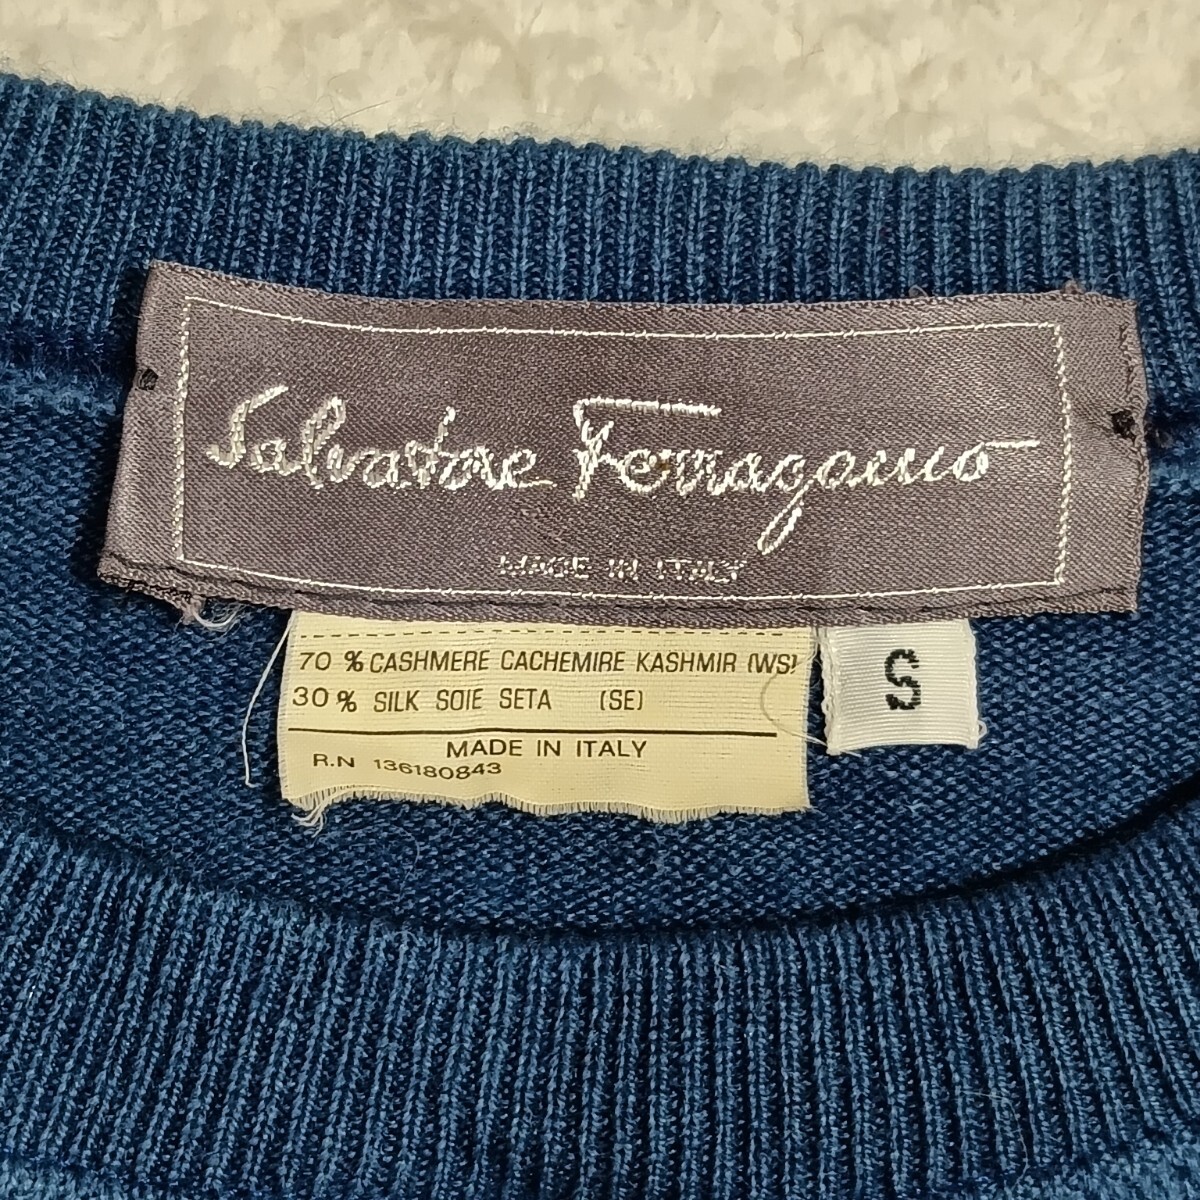 Salvatore Ferragamo
MADE IN ITALY
70 % CASHMERE CACHEMIRE KASHMIR (WS)
30 % SILK SOIE SETA (SE)
MADE IN ITALY
R.N 136180843
S